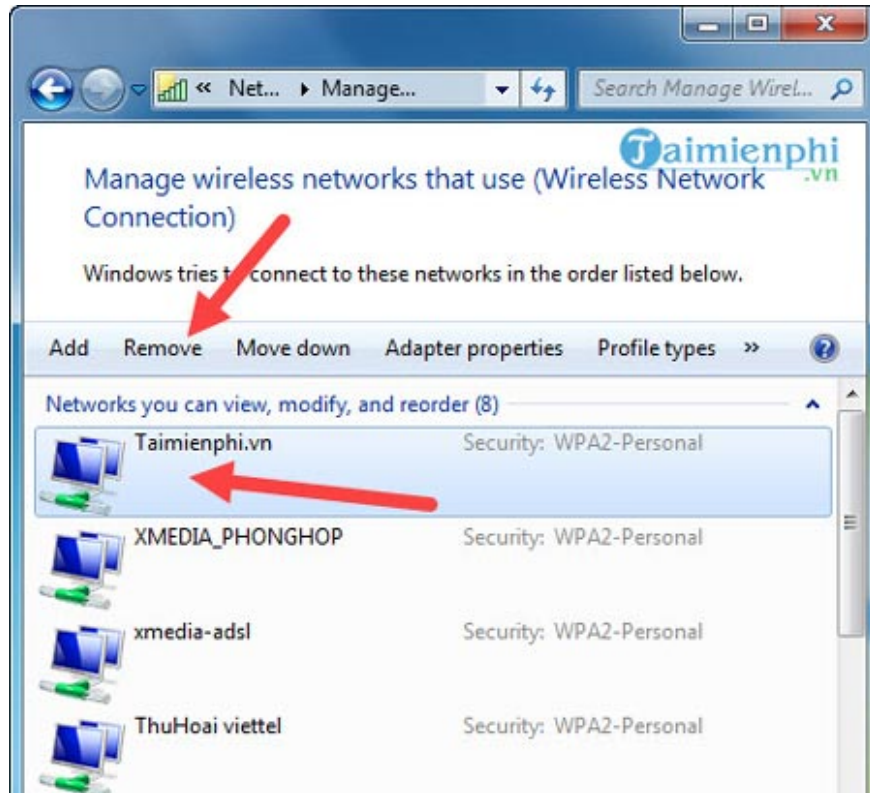 « Net... Manage... Search Manage Wirel...
Taimienphi
.vn
Manage wireless networks that use (Wireless Network
Connection)
Windows tries to connect to these networks in the order listed below.
Add Remove Move down Adapter properties Profile types »
Networks you can view, modify, and reorder (8)
Taimienphi.vn Security: WPA2-Personal
XMEDIA_PHONGHOP Security: WPA2-Personal
xmedia-adsl Security: WPA2-Personal
ThuHoai viettel Security: WPA2-Personal